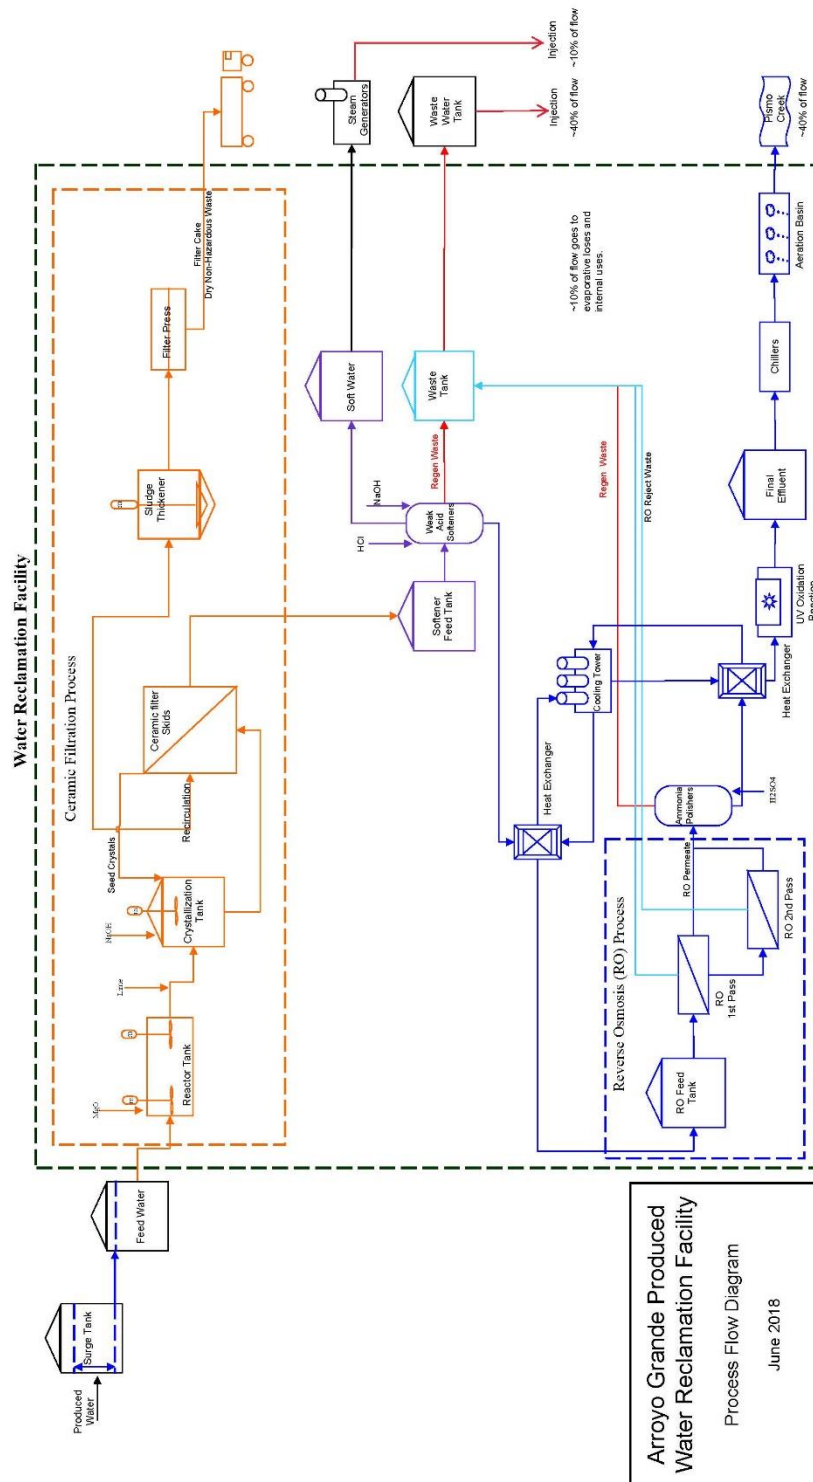 Water Reclamation Facility
Ceramic Filtration Process
Produced
Water
Surge Tank
Feed Water
MgO
Reactor Tank
Lime
NaOH
Crystallization
Tank
Seed Crystals
Recirculation
Ceramic filter
Skids
Sludge
Thickener
Filter Press
Filter Cake
Dry Non-Hazardous Waste
Softener
Feed Tank
HCl
NaOH
Weak
Acid
Softeners
Regen Waste
Soft Water
Waste
Tank
Steam
Generators
Waste
Water
Tank
Injection
~10% of flow
Injection
~40% of flow
~10% of flow goes to
evaporative loses and
internal uses.
Heat Exchanger
Cooling Tower
Regen Waste
RO Reject Waste
Reverse Osmosis (RO) Process
RO Feed
Tank
RO
1st Pass
RO 2nd Pass
RO Permeate
Ammonia
Polishers
H2SO4
Heat Exchanger
UV Oxidation
Reaction
Final
Effluent
Chillers
Aeration Basin
Pismo
Creek
~40% of flow
Arroyo Grande Produced
Water Reclamation Facility
Process Flow Diagram
June 2018